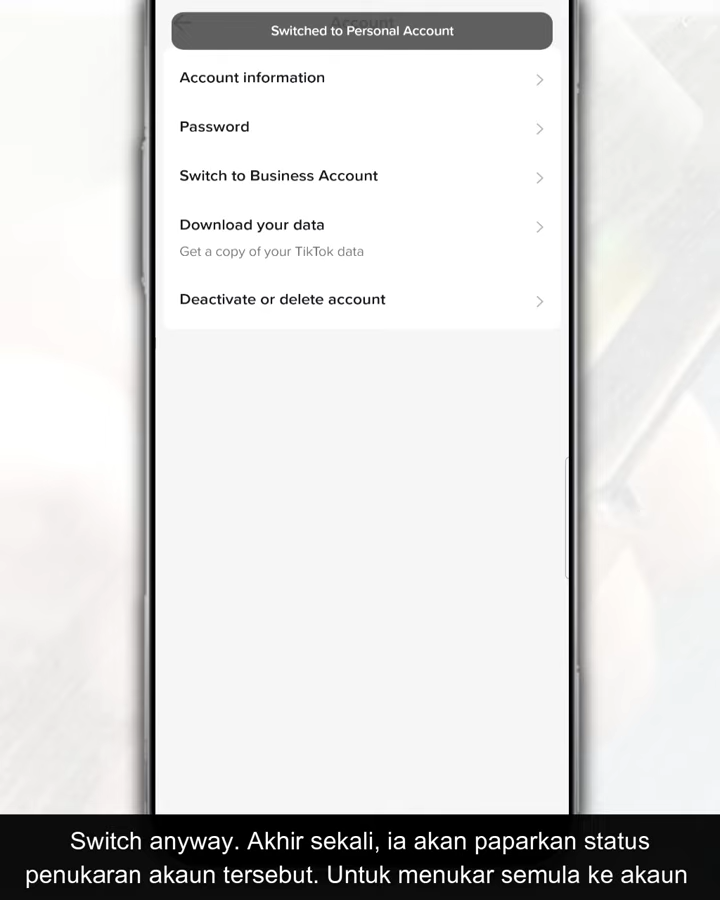 Account
Switched to Personal Account
Account information
Password
Switch to Business Account
Download your data
Get a copy of your TikTok data
Deactivate or delete account
Switch anyway. Akhir sekali, ia akan paparkan status
penukaran akaun tersebut. Untuk menukar semula ke akaun